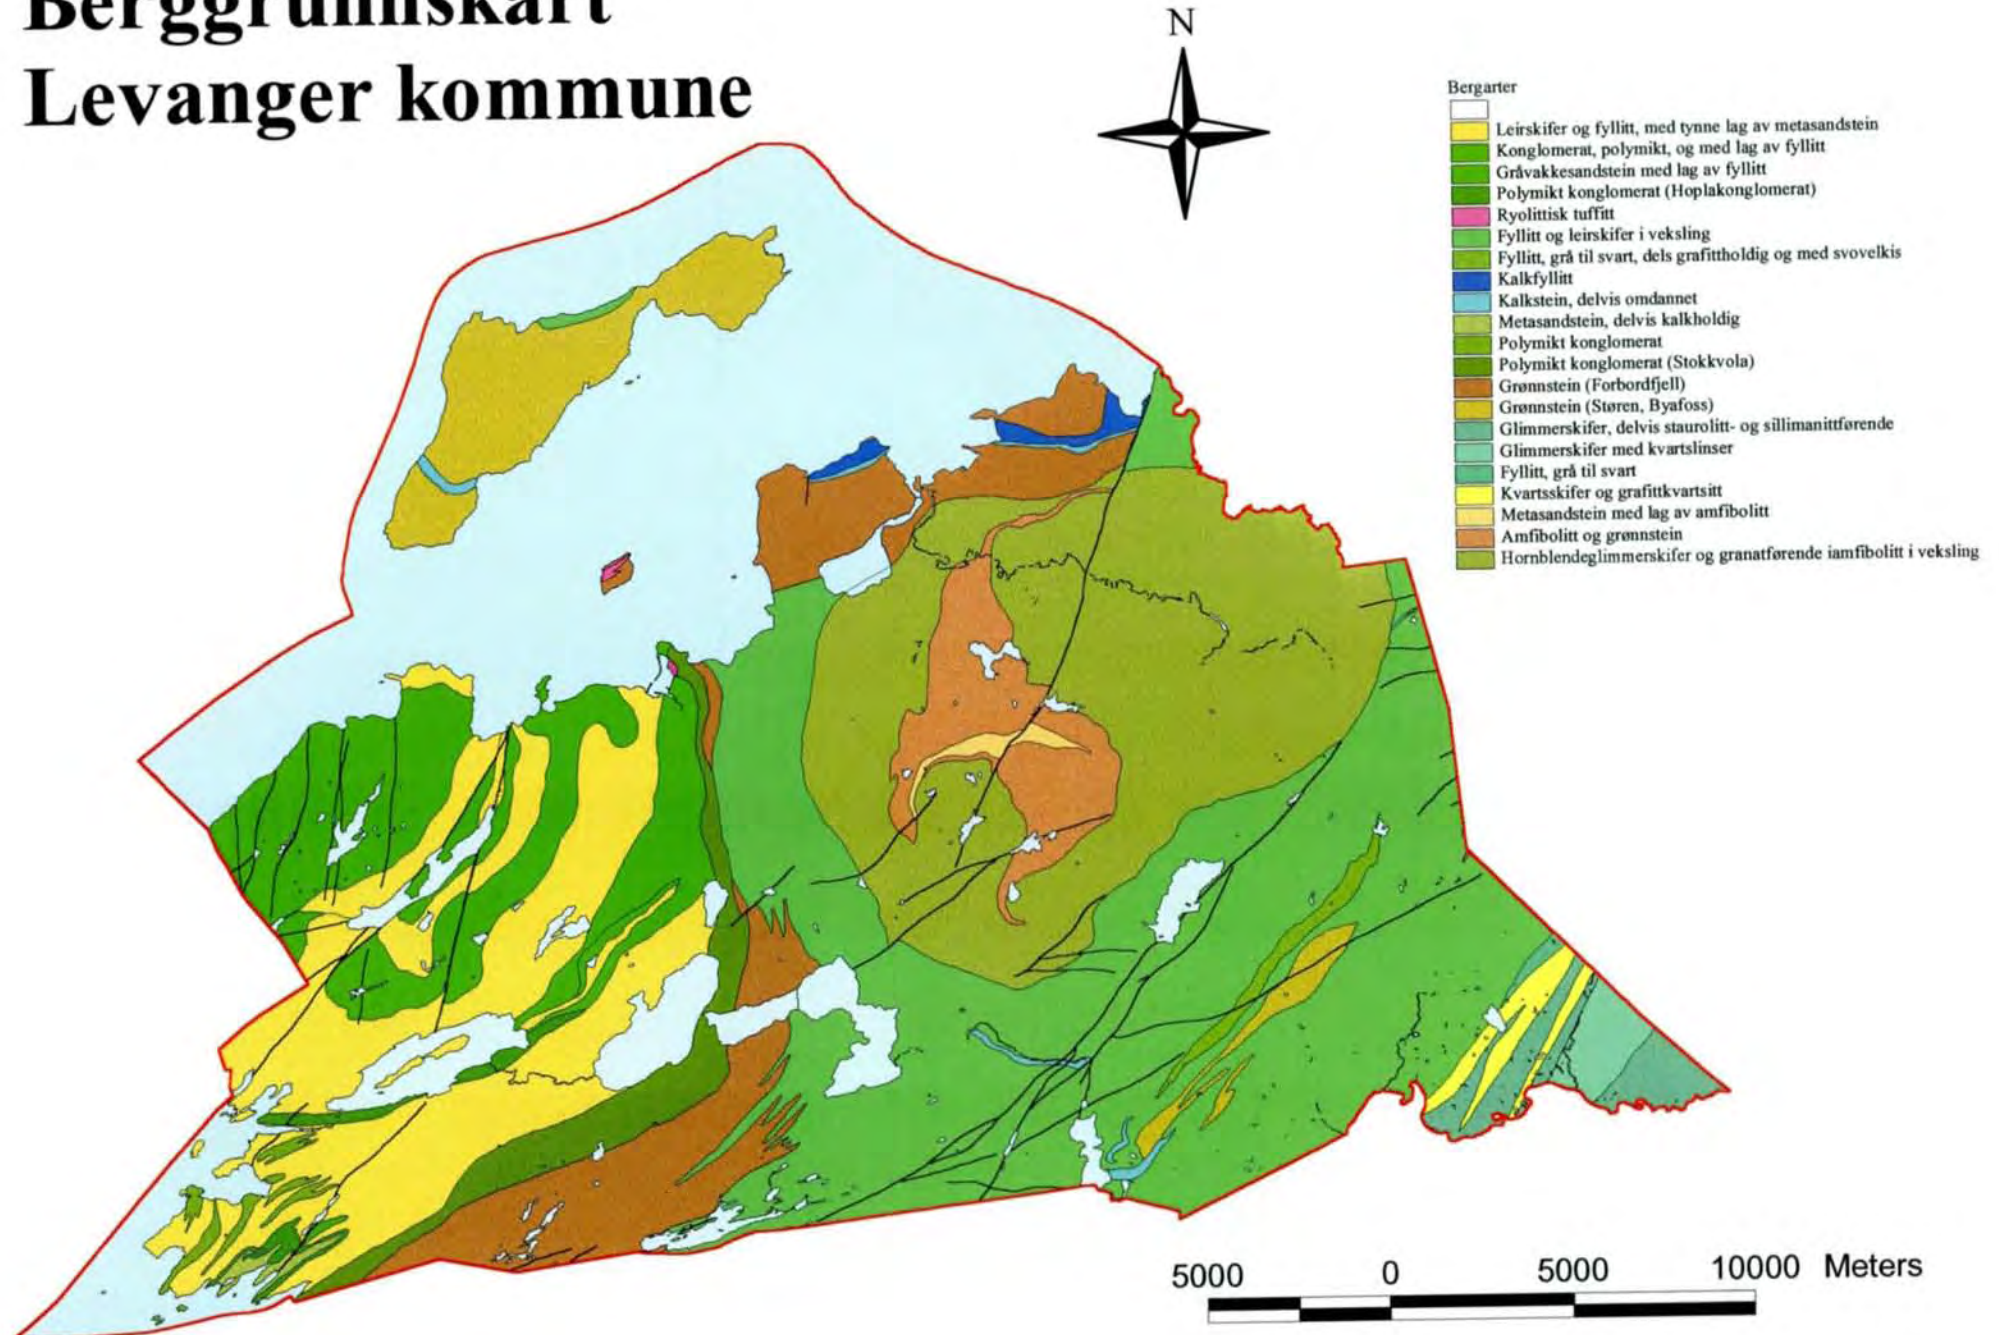 Berggrunnskart
Levanger kommune
N
Bergarter
Leirskifer og fyllitt, med tynne lag av metasandstein
Konglomerat, polymikt, og med lag av fyllitt
Gråvakkesandstein med lag av fyllitt
Polymikt konglomerat (Hoplakonglomerat)
Ryolittisk tuffitt
Fyllitt og leirskifer i veksling
Fyllitt, grå til svart, dels grafittholdig og med svovelkis
Kalkfyllitt
Kalkstein, delvis omdannet
Metasandstein, delvis kalkholdig
Polymikt konglomerat
Polymikt konglomerat (Stokkvola)
Grønnstein (Forbordfjell)
Grønnstein (Støren, Byafoss)
Glimmerskifer, delvis staurolitt- og sillimanittførende
Glimmerskifer med kvartslinser
Fyllitt, grå til svart
Kvartsskifer og grafittkvartsitt
Metasandstein med lag av amfibolitt
Amfibolitt og grønnstein
Hornblendeglimmerskifer og granatførende iamfibolitt i veksling
5000 0 5000 10000 Meters